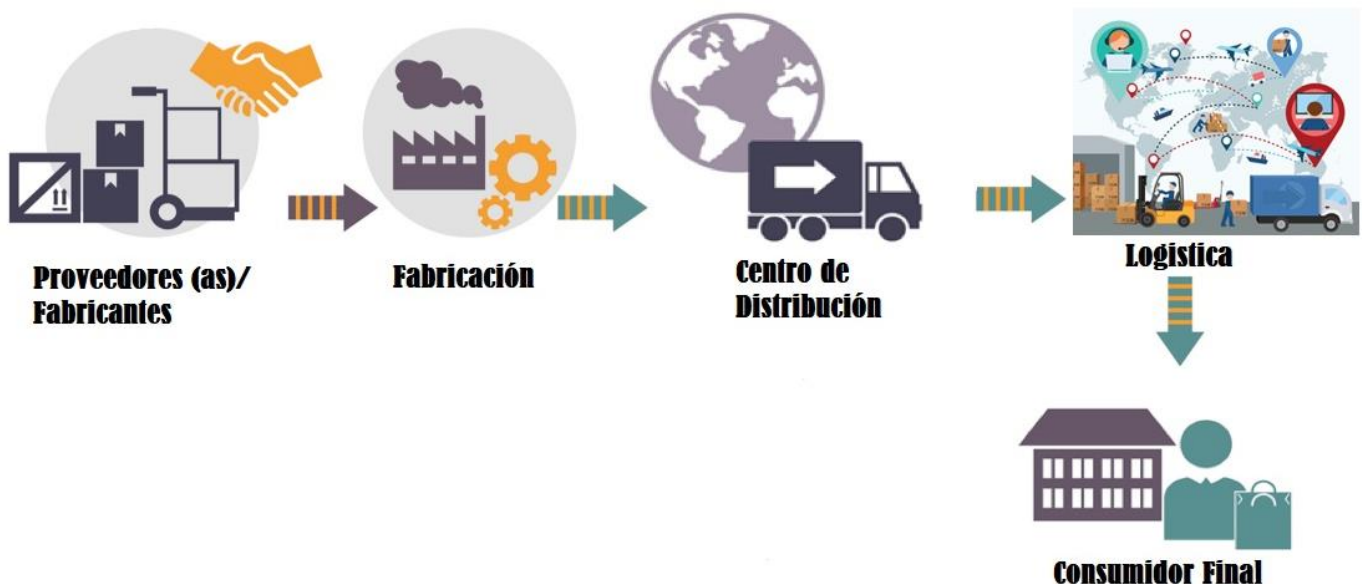 Proveedores (as)/
Fabricantes
Fabricación
Centro de
Distribución
Logistica
Consumidor Final